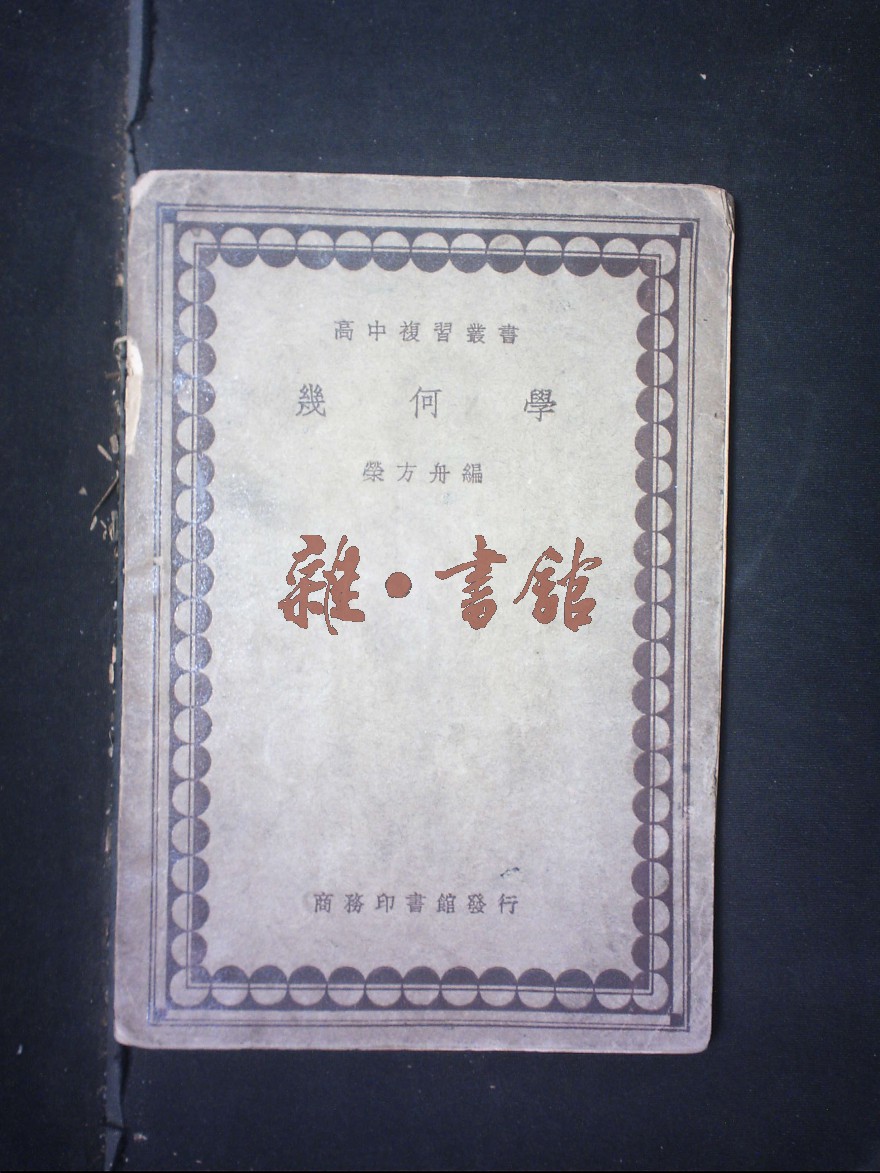 高中複習叢書
幾何學
榮方舟編
雜·書館
商務印書館發行